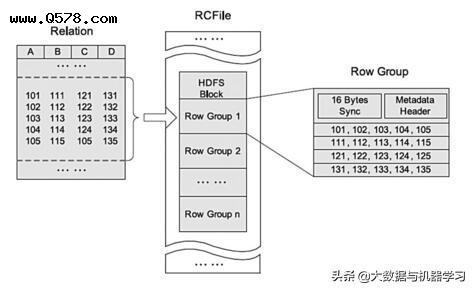 www.Q578.com
Relation
A B C D
... ...
101 111 121 131
102 112 122 132
103 113 123 133
104 114 124 134
105 115 105 135
... ...
RCFile
... ...
HDFS
Block
Row Group 1
Row Group 2
... ...
Row Group n
... ...
Row Group
16 Bytes
Sync
Metadata
Header
101, 102, 103, 104, 105
111, 112, 113, 114, 115
121, 122, 123, 124, 125
131, 132, 133, 134, 135
头条 @大数据与机器学习